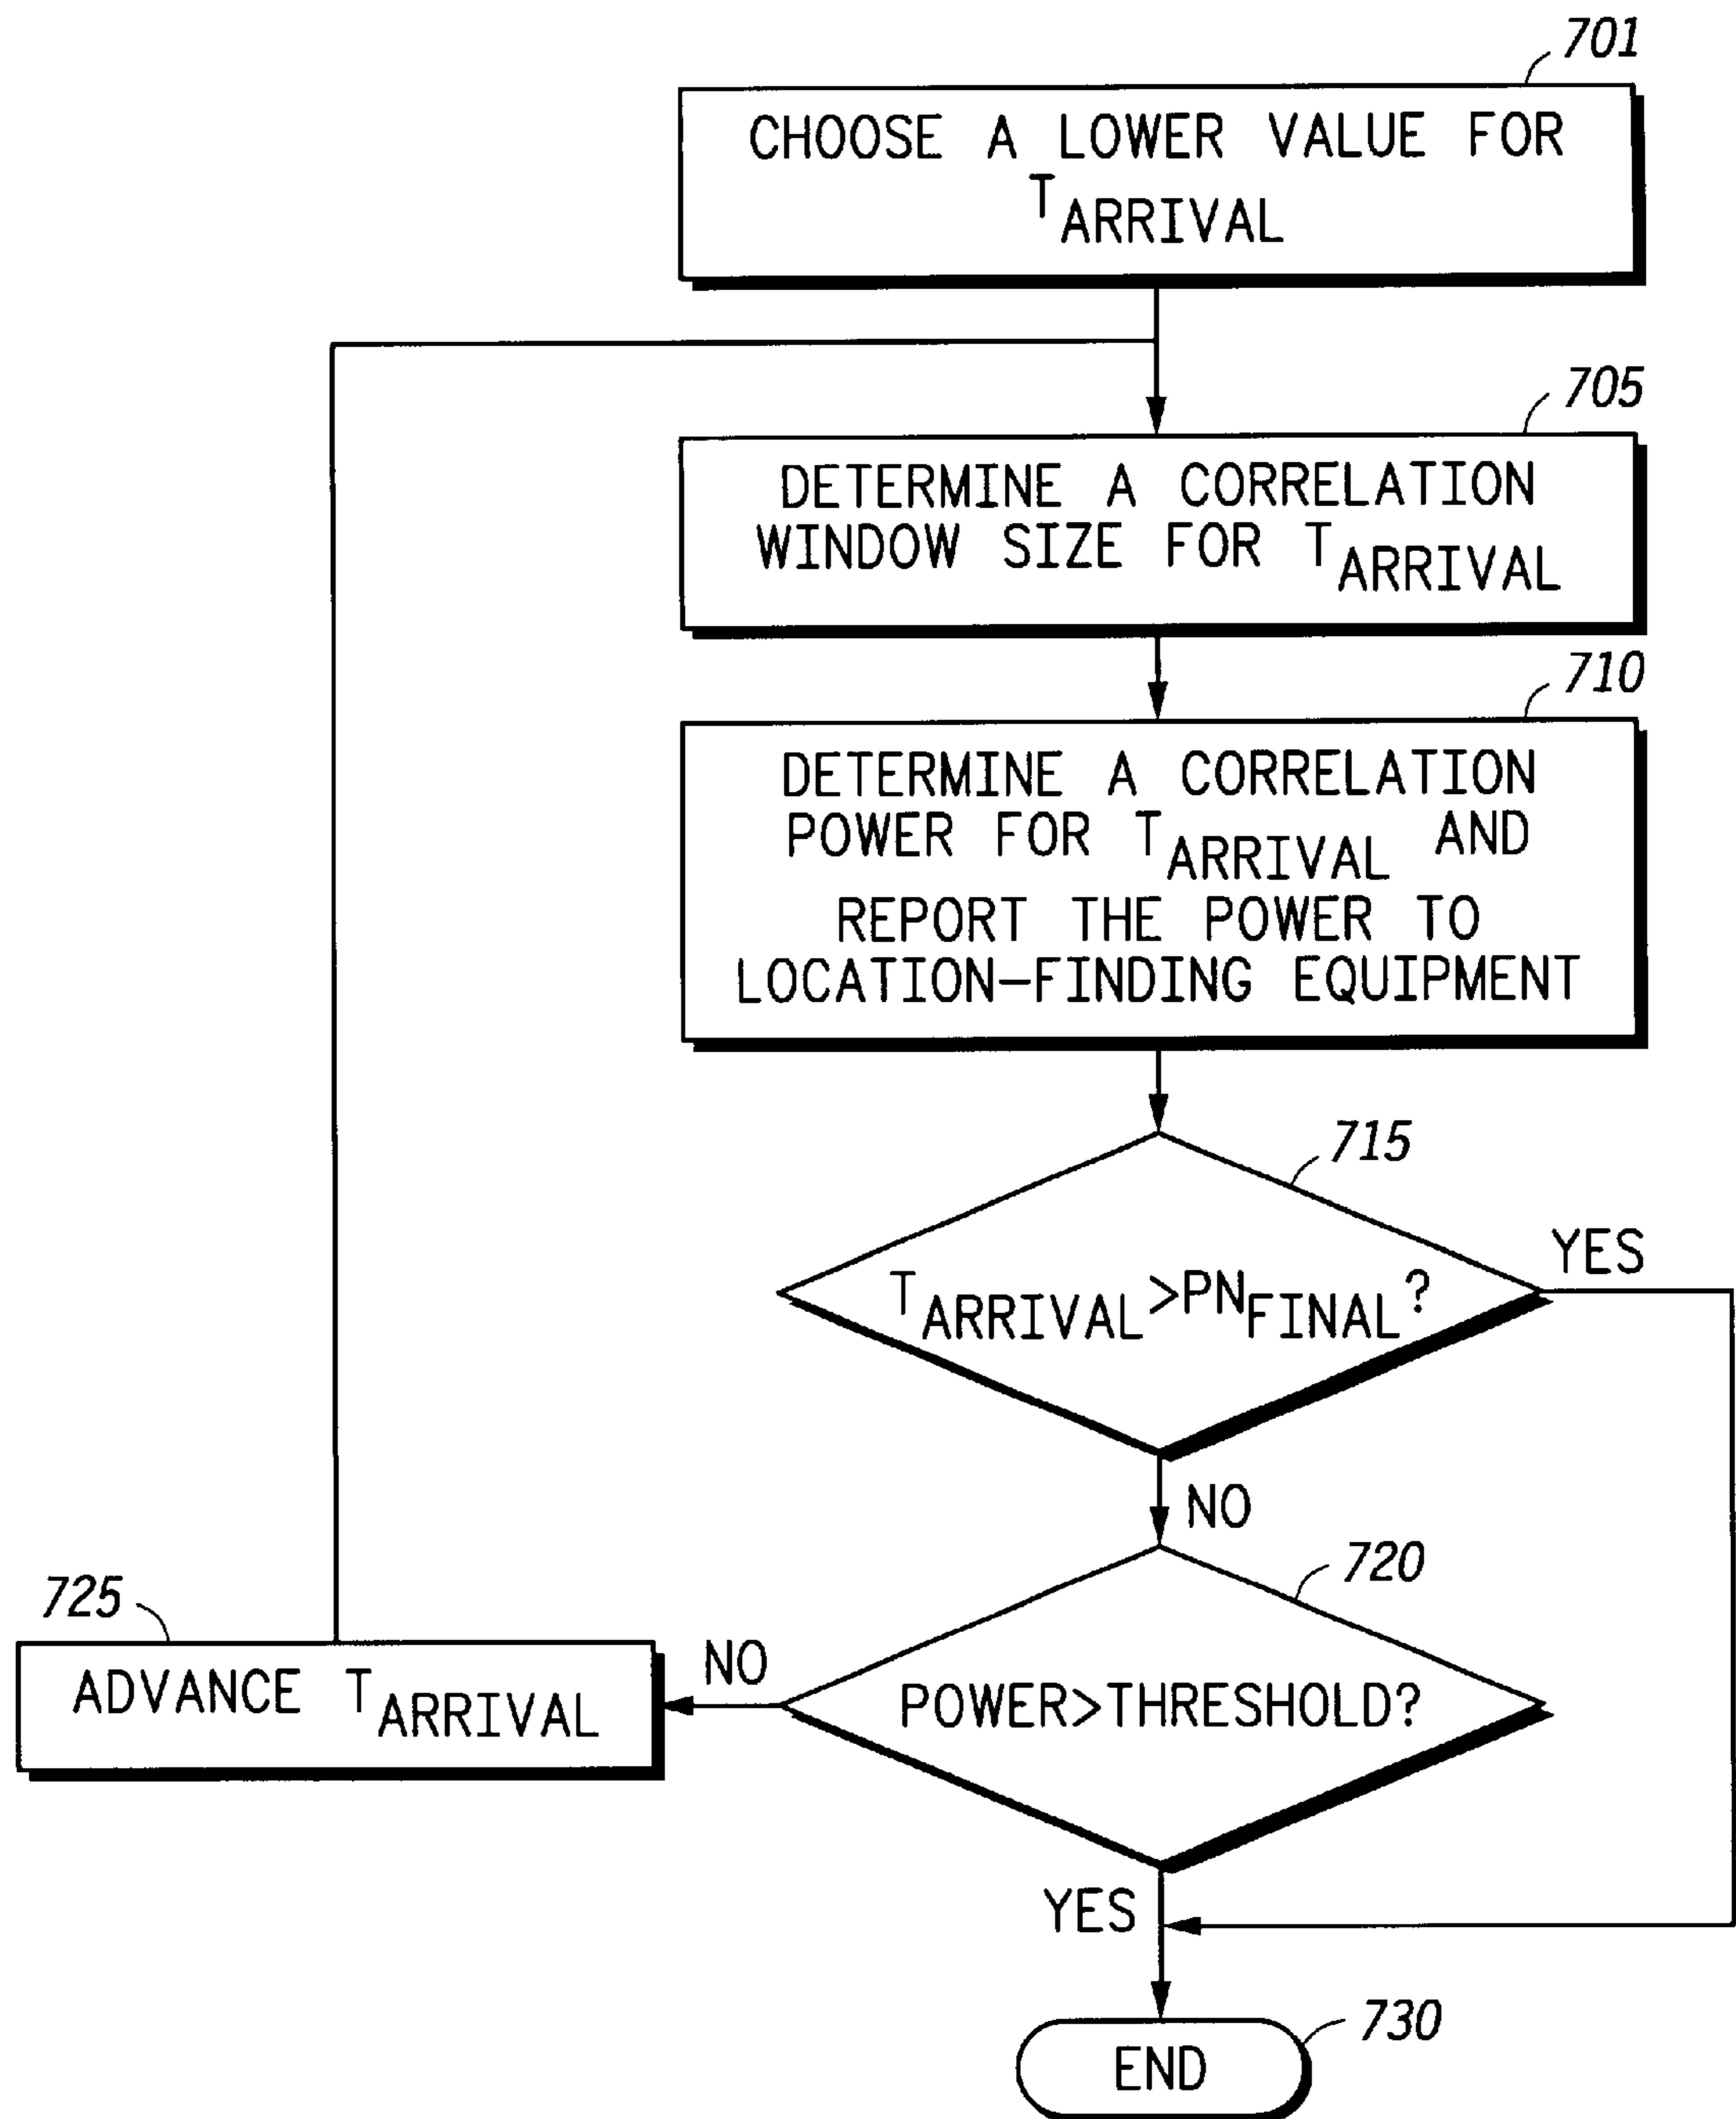 701
CHOOSE A LOWER VALUE FOR
TARRIVAL
705
DETERMINE A CORRELATION
WINDOW SIZE FOR TARRIVAL
710
DETERMINE A CORRELATION
POWER FOR TARRIVAL AND
REPORT THE POWER TO
LOCATION-FINDING EQUIPMENT
715
TARRIVAL>PNFINAL?
YES
NO
720
POWER>THRESHOLD?
NO
725
ADVANCE TARRIVAL
YES
730
END